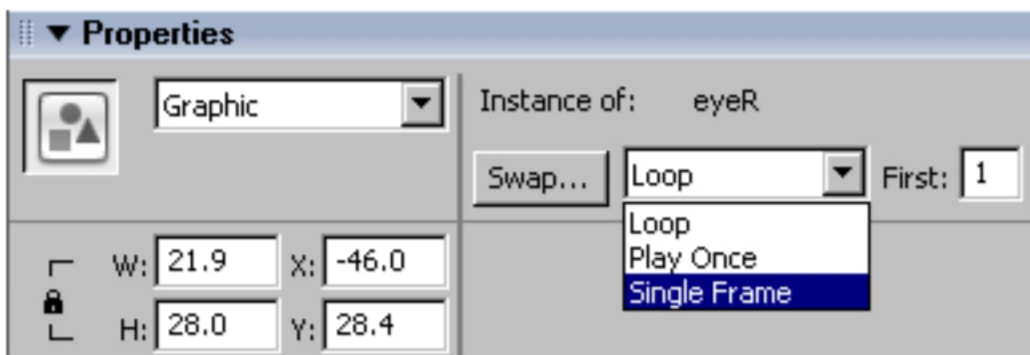 Properties
Graphic
Instance of: eyeR
Swap... Loop First: 1
Loop
Play Once
Single Frame
W: 21.9 X: -46.0
H: 28.0 Y: 28.4